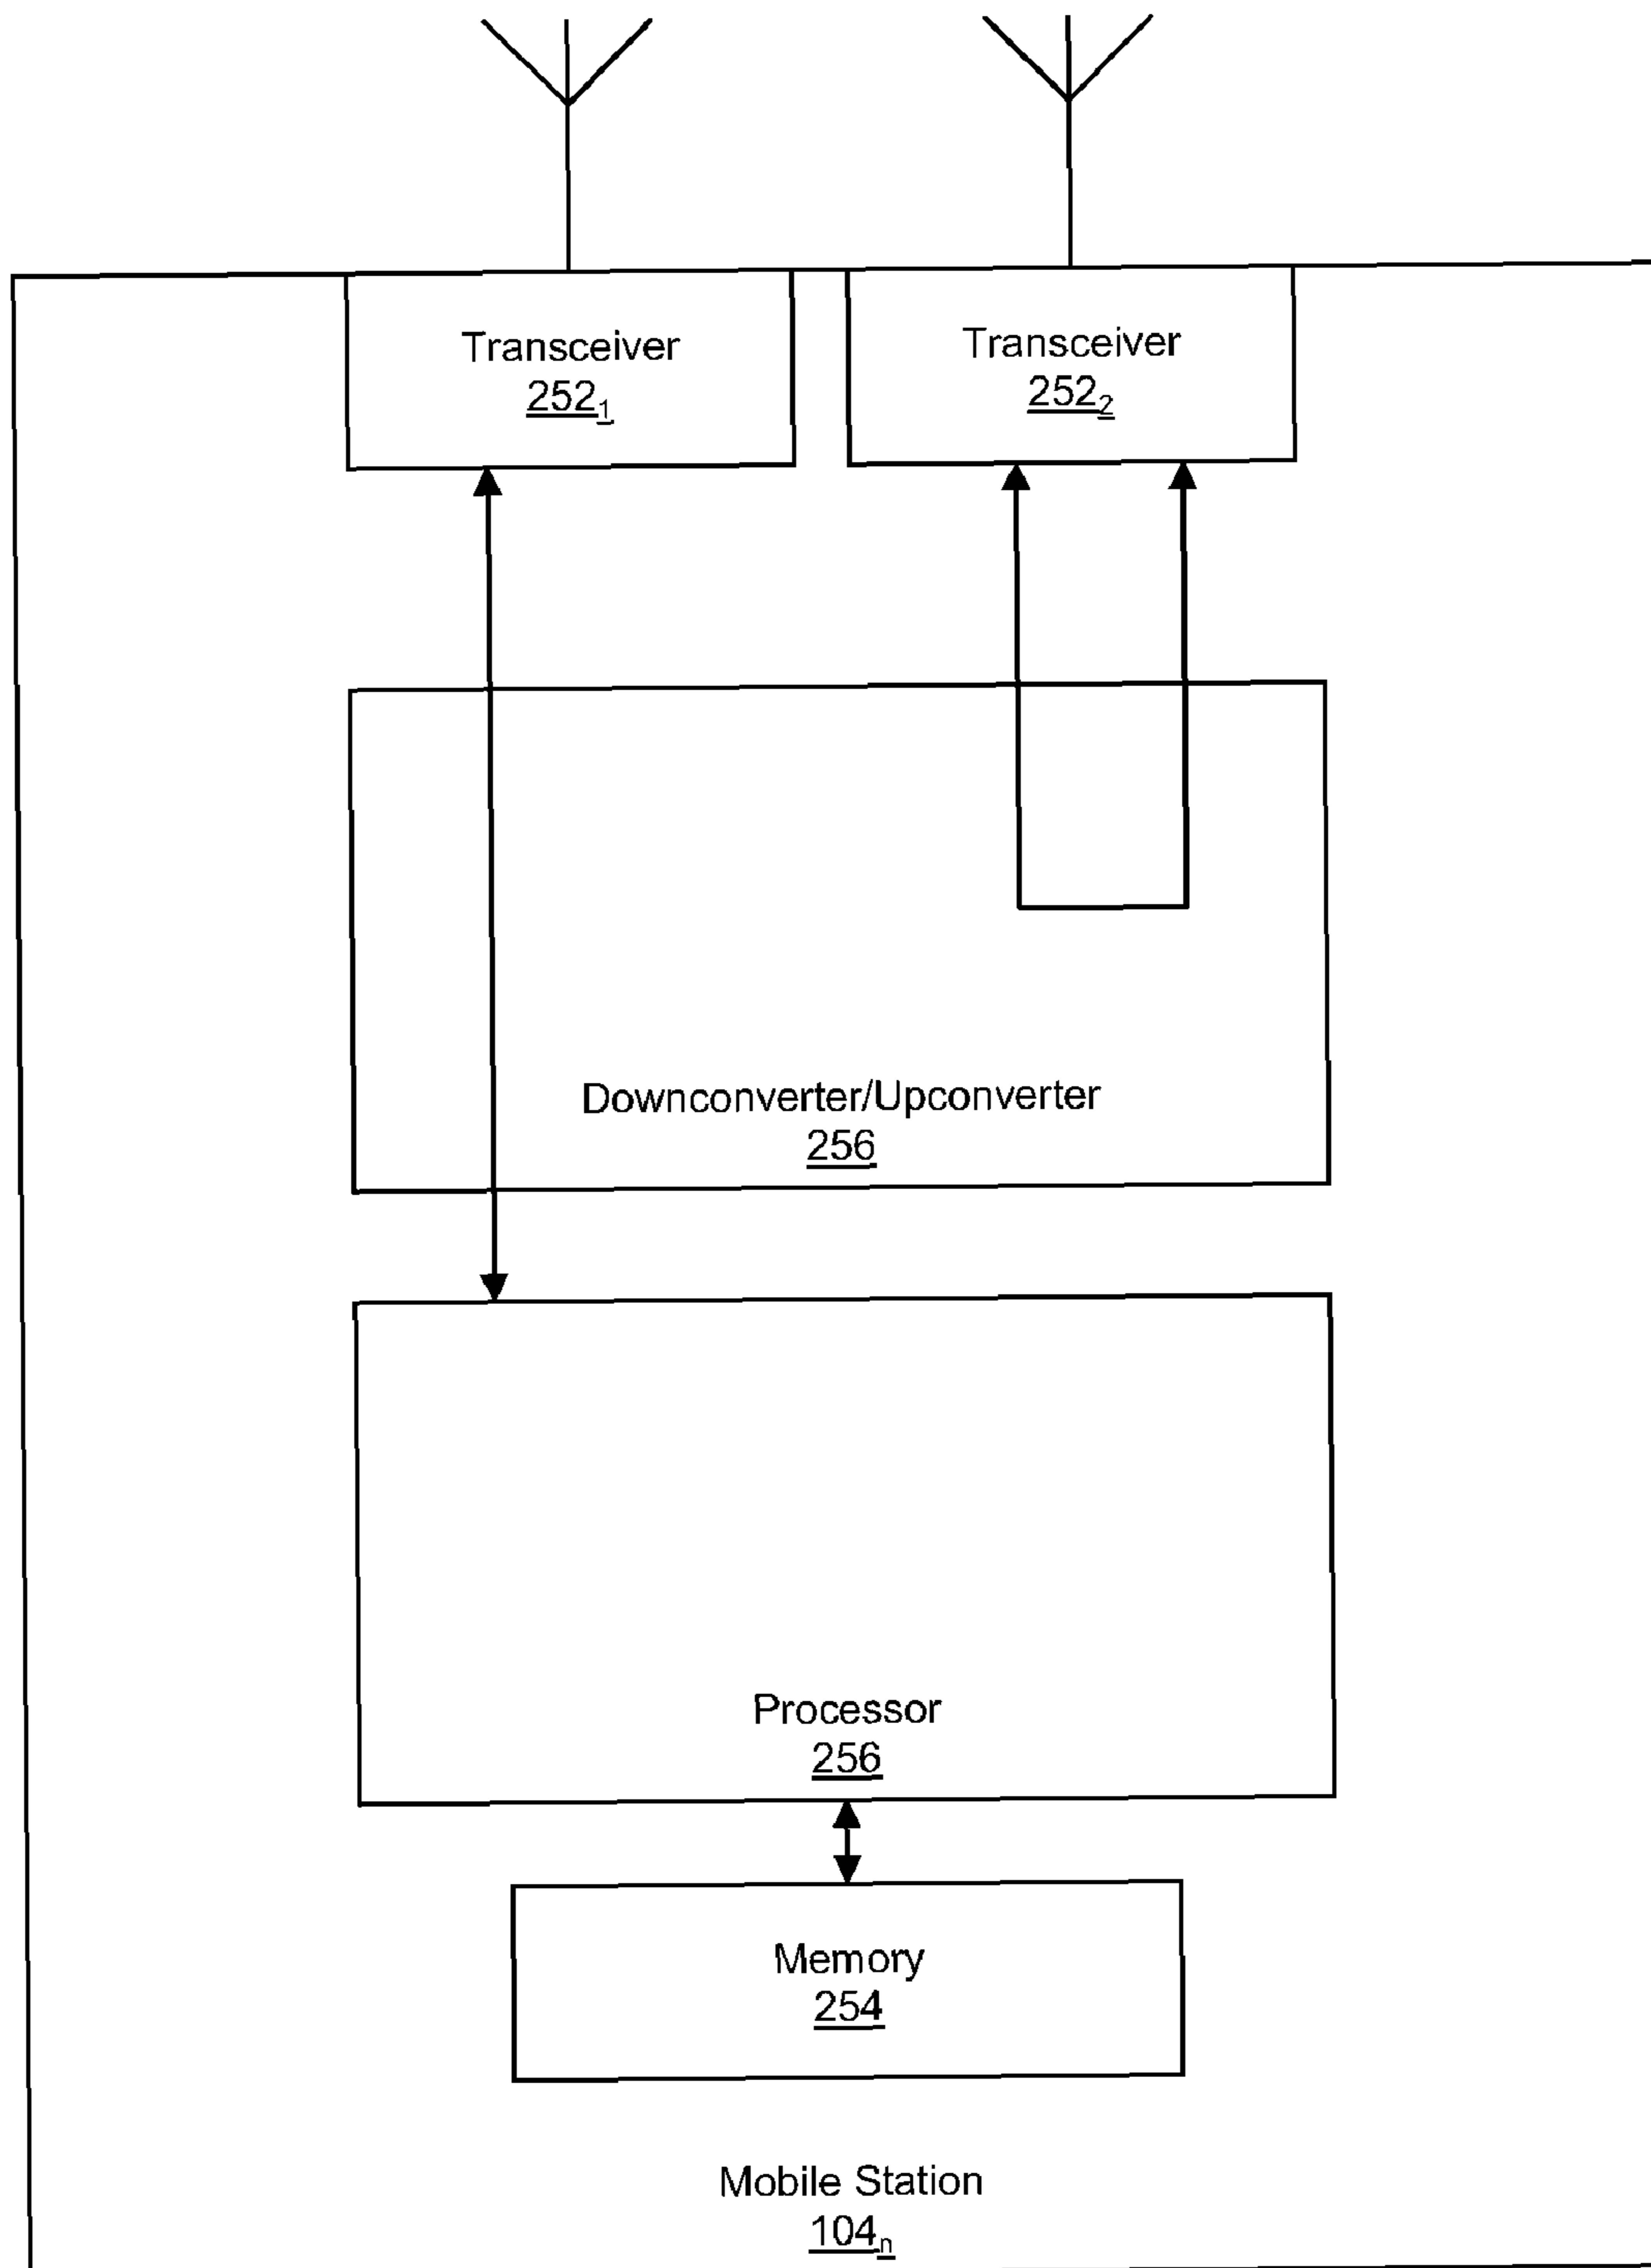 Transceiver
252₁
Transceiver
252₂
Downconverter/Upconverter
256
Processor
256
Memory
254
Mobile Station
104ₙ